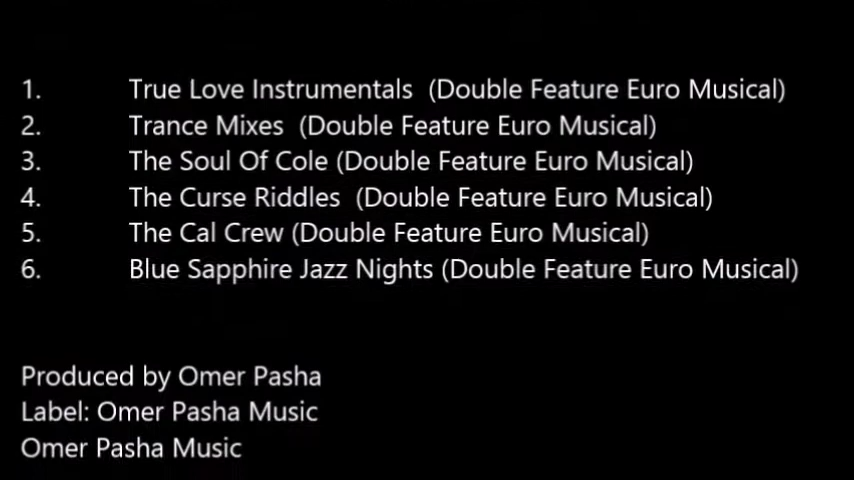 1. True Love Instrumentals (Double Feature Euro Musical)
2. Trance Mixes (Double Feature Euro Musical)
3. The Soul Of Cole (Double Feature Euro Musical)
4. The Curse Riddles (Double Feature Euro Musical)
5. The Cal Crew (Double Feature Euro Musical)
6. Blue Sapphire Jazz Nights (Double Feature Euro Musical)
Produced by Omer Pasha
Label: Omer Pasha Music
Omer Pasha Music